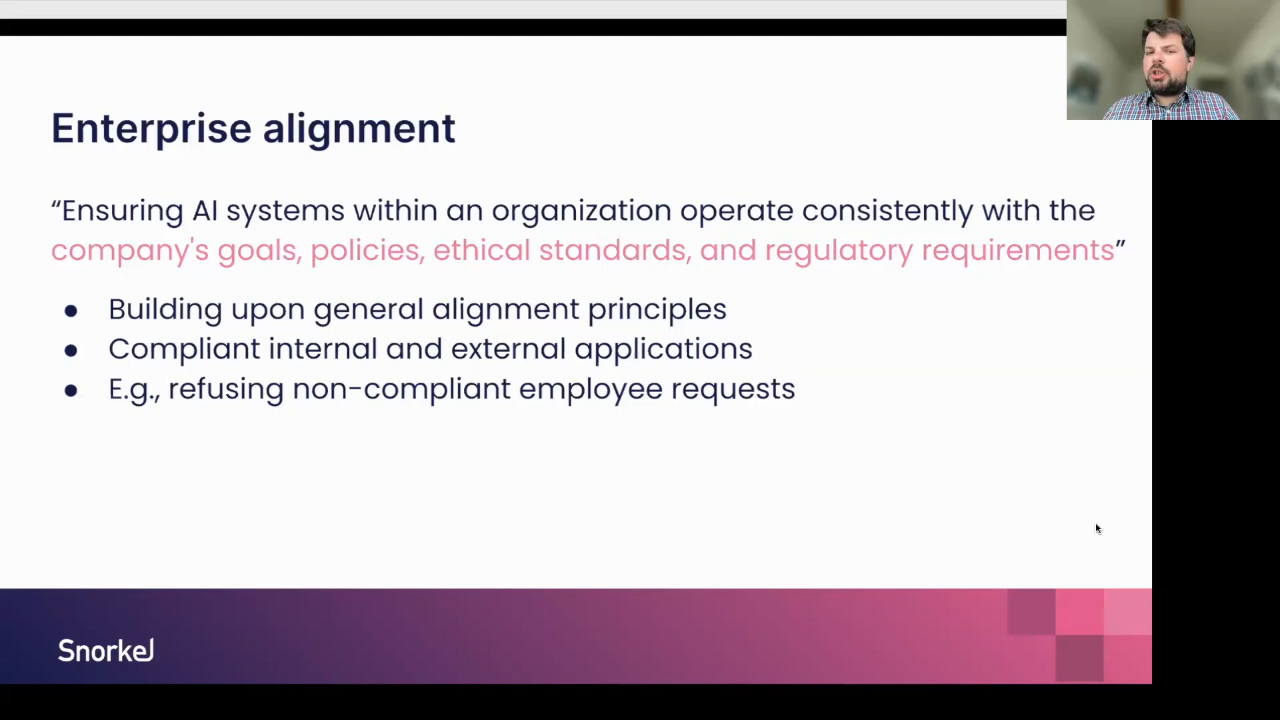 Enterprise alignment
“Ensuring AI systems within an organization operate consistently with the
company's goals, policies, ethical standards, and regulatory requirements”
● Building upon general alignment principles
● Compliant internal and external applications
● E.g., refusing non-compliant employee requests
Snorkel